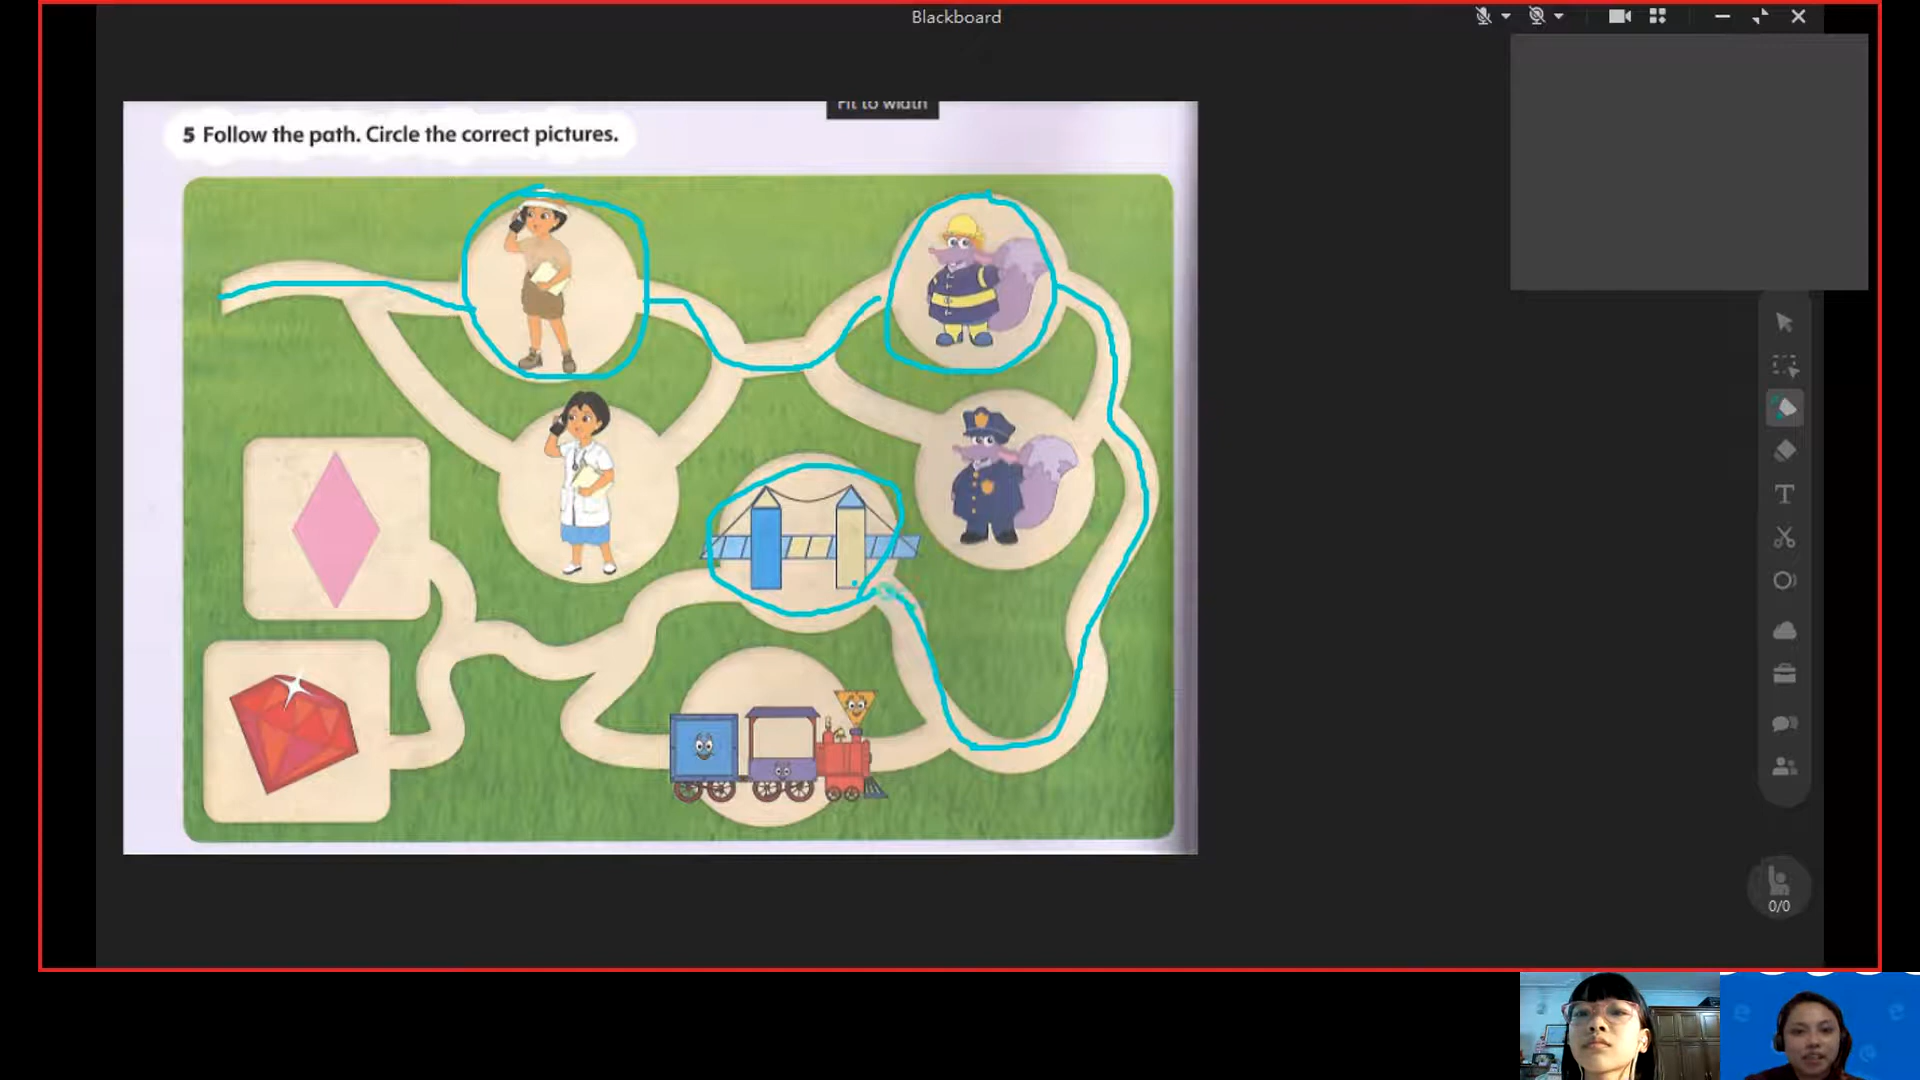 Blackboard
Fit to width
5 Follow the path. Circle the correct pictures.
T
0/0